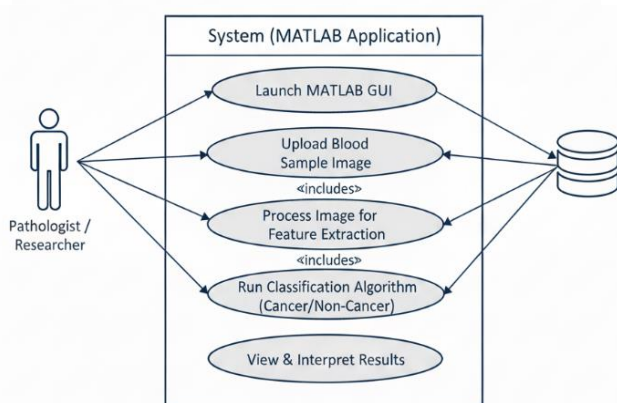 System (MATLAB Application)
Launch MATLAB GUI
Upload Blood
Sample Image
«includes»
Process Image for
Feature Extraction
«includes»
Run Classification Algorithm
(Cancer/Non-Cancer)
View & Interpret Results
Pathologist /
Researcher